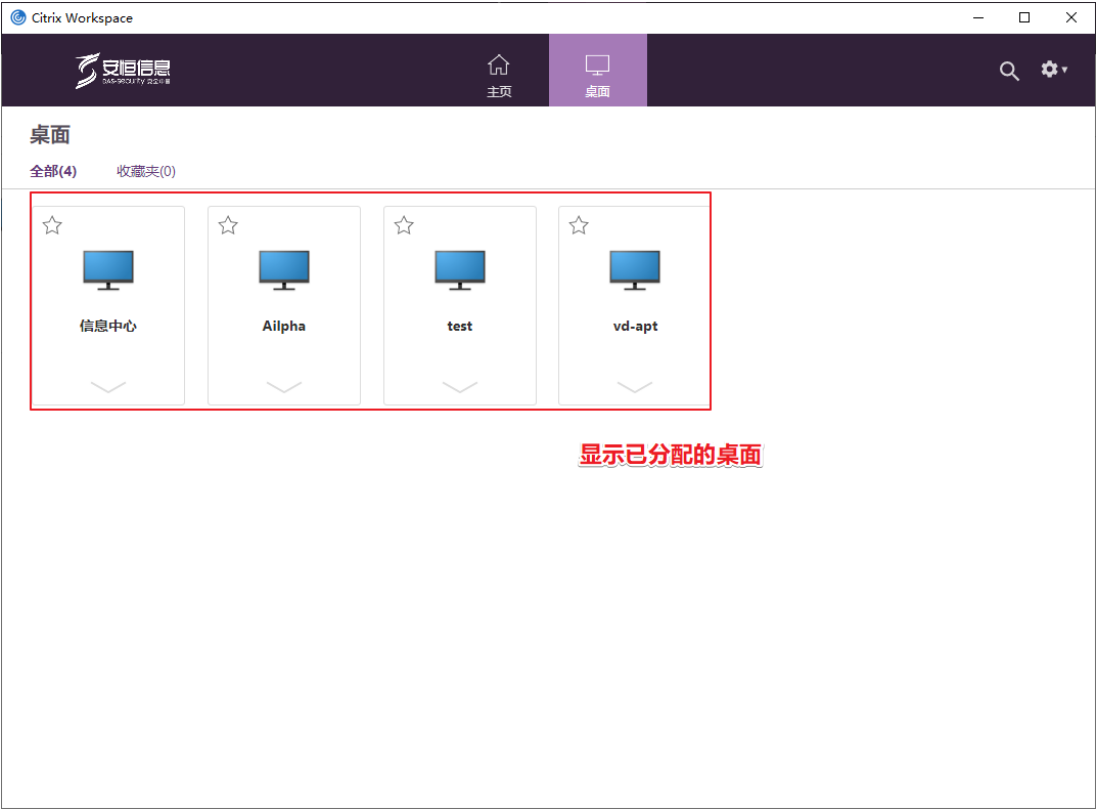 Citrix Workspace
安恒信息
主页
桌面
桌面
全部(4)
收藏夹(0)
信息中心
Ailpha
test
vd-apt
显示已分配的桌面